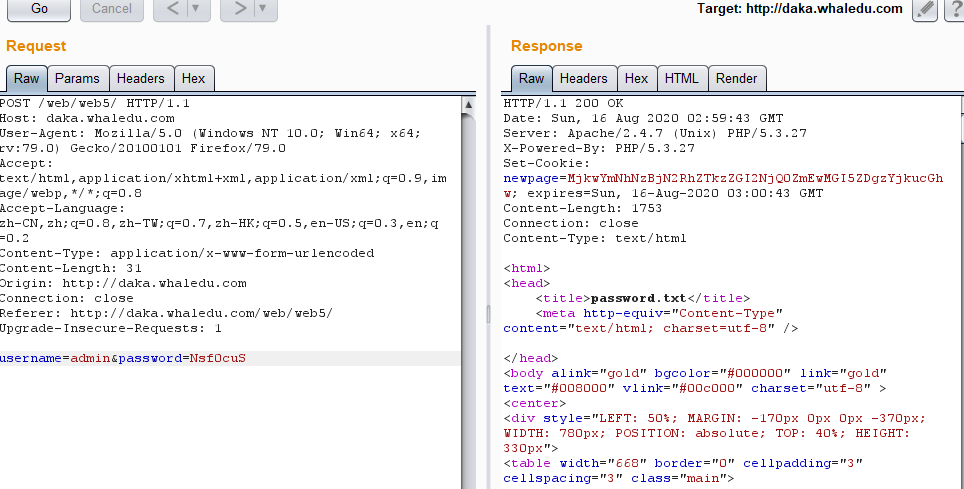 Go
Cancel
<
>
Target: http://daka.whaledu.com
?
Request
Raw Params Headers Hex
POST /web/web5/ HTTP/1.1
Host: daka.whaledu.com
User-Agent: Mozilla/5.0 (Windows NT 10.0; Win64; x64;
rv:79.0) Gecko/20100101 Firefox/79.0
Accept:
text/html,application/xhtml+xml,application/xml;q=0.9,im
age/webp,*/*;q=0.8
Accept-Language:
zh-CN,zh;q=0.8,zh-TW;q=0.7,zh-HK;q=0.5,en-US;q=0.3,en;q
=0.2
Content-Type: application/x-www-form-urlencoded
Content-Length: 31
Origin: http://daka.whaledu.com
Connection: close
Referer: http://daka.whaledu.com/web/web5/
Upgrade-Insecure-Requests: 1
username=admin&password=NsfOcuS
Response
Raw Headers Hex HTML Render
HTTP/1.1 200 OK
Date: Sun, 16 Aug 2020 02:59:43 GMT
Server: Apache/2.4.7 (Unix) PHP/5.3.27
X-Powered-By: PHP/5.3.27
Set-Cookie:
newpage=MjkwYmNhNzBjN2RhZTkzZGI2NjQ0ZmEwMGI5ZDgzYjkucGh
w; expires=Sun, 16-Aug-2020 03:00:43 GMT
Content-Length: 1753
Connection: close
Content-Type: text/html
<html>
<head>
<title>password.txt</title>
<meta http-equiv="Content-Type"
content="text/html; charset=utf-8" />
</head>
<body alink="gold" bgcolor="#000000" link="gold"
text="#008000" vlink="#00c000" charset="utf-8" >
<center>
<div style="LEFT: 50%; MARGIN: -170px 0px 0px -370px;
WIDTH: 780px; POSITION: absolute; TOP: 40%; HEIGHT:
330px">
<table width="668" border="0" cellpadding="3"
cellspacing="3" class="main">